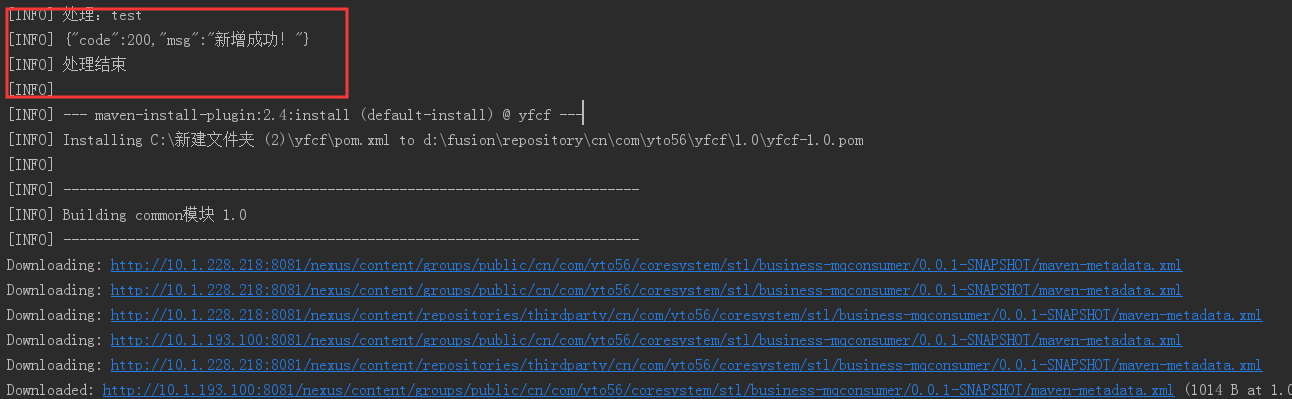 [INFO] 处理：test
[INFO] {"code":200,"msg":"新增成功！"}
[INFO] 处理结束
[INFO]
[INFO] --- maven-install-plugin:2.4:install (default-install) @ yfcf ---
[INFO] Installing C:\新建文件夹 (2)\yfcf\pom.xml to d:\fusion\repository\cn\com\yto56\yfcf\1.0\yfcf-1.0.pom
[INFO]
[INFO] ------------------------------------------------------------------------
[INFO] Building common模块 1.0
[INFO] ------------------------------------------------------------------------
Downloading: http://10.1.228.218:8081/nexus/content/groups/public/cn/com/yto56/coresystem/stl/business-mqconsumer/0.0.1-SNAPSHOT/maven-metadata.xml
Downloading: http://10.1.228.218:8081/nexus/content/groups/public/cn/com/yto56/coresystem/stl/business-mqconsumer/0.0.1-SNAPSHOT/maven-metadata.xml
Downloading: http://10.1.228.218:8081/nexus/content/repositories/thirdparty/cn/com/yto56/coresystem/stl/business-mqconsumer/0.0.1-SNAPSHOT/maven-metadata.xml
Downloading: http://10.1.193.100:8081/nexus/content/groups/public/cn/com/yto56/coresystem/stl/business-mqconsumer/0.0.1-SNAPSHOT/maven-metadata.xml
Downloading: http://10.1.228.218:8081/nexus/content/repositories/thirdparty/cn/com/yto56/coresystem/stl/business-mqconsumer/0.0.1-SNAPSHOT/maven-metadata.xml
Downloaded: http://10.1.193.100:8081/nexus/content/groups/public/cn/com/yto56/coresystem/stl/business-mqconsumer/0.0.1-SNAPSHOT/maven-metadata.xml (1014 B at 1.0